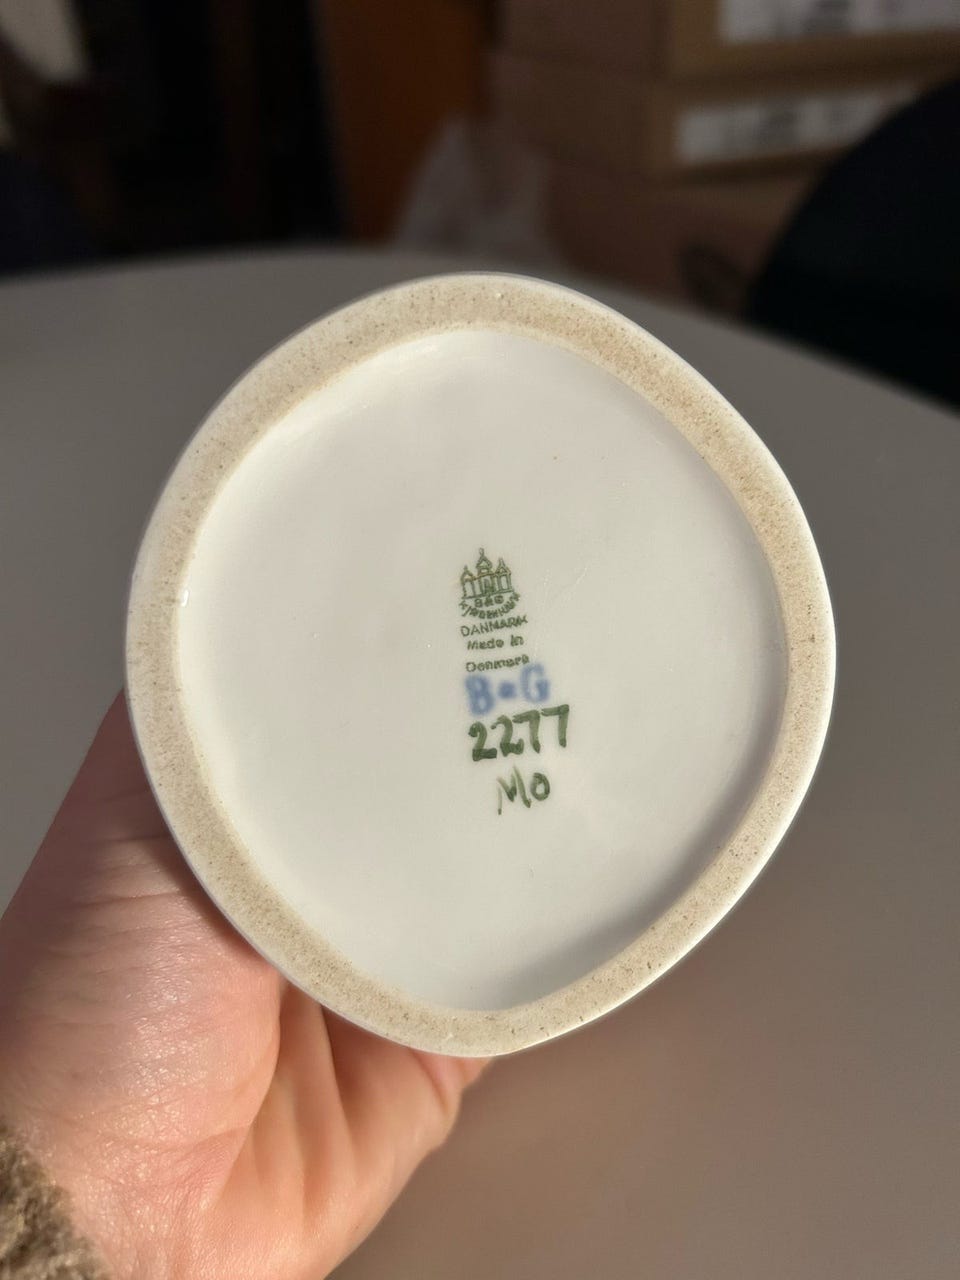 B&G
KJØBENHAVN
DANMARK
Made in
Denmark
B&G
2277
Mo